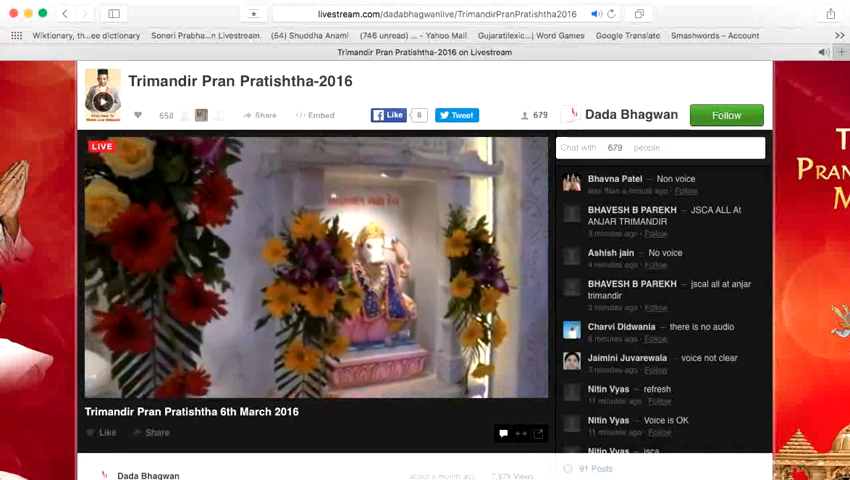 livestream.com/dadabhagwanlive/TrimandirPranPratishtha2016
Wiktionary, th...ee dictionary
Soneri Prabha...n Livestream
(54) Shuddha Anami
(746 unread) ... - Yahoo Mail
Gujaratilexic...| Word Games
Google Translate
Smashwords – Account
Trimandir Pran Pratishtha-2016 on Livestream
Trimandir Pran Pratishtha-2016
658
Share
</> Embed
Like
6
Tweet
679
Dada Bhagwan
Follow
LIVE
Chat with 679 people
Bhavna Patel – Non voice
less than a minute ago · Follow
BHAVESH B PAREKH – JSCA ALL At
ANJAR TRIMANDIR
3 minutes ago · Follow
Ashish jain – No voice
4 minutes ago · Follow
BHAVESH B PAREKH – jscal all at anjar
trimandir
Follow
Charvi Didwania – there is no audio
6 minutes ago · Follow
Jaimini Juvarewala – voice not clear
minutes ago · Follow
Nitin Vyas – refresh
11 minutes ago · Follow
Nitin Vyas – Voice is OK
11 minutes ago · Follow
Nitin Vyas – jsca
Trimandir Pran Pratishtha 6th March 2016
Like
Share
91 Posts
Dada Bhagwan
about a month ago
7,975 Views